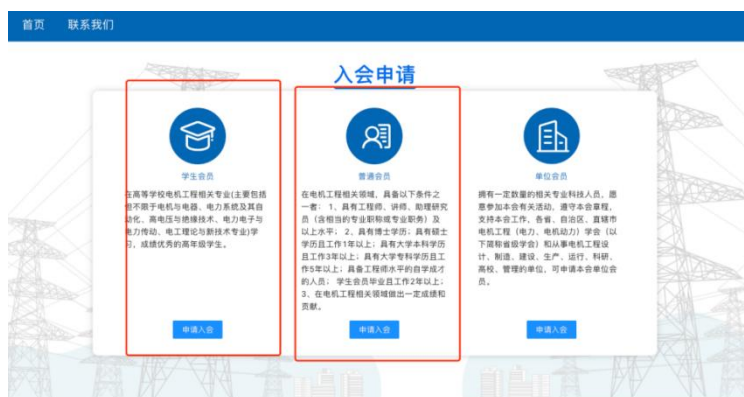 首页 联系我们
入会申请
学生会员
在高等学校电机工程相关专业(主要包括
但不限于电机与电器、电力系统及其自
动化、高电压与绝缘技术、电力电子与
电力传动、电工理论与新技术专业)学
习，成绩优秀的高年级学生。
申请入会
普通会员
在电机工程相关领域，具备以下条件之
一者： 1、具有工程师、讲师、助理研究
员（含相当的专业职称或专业职务）及
以上水平； 2、具有博士学历；具有硕士
学历且工作1年以上；具有大学本科学历
且工作3年以上；具有大学专科学历且工
作5年以上；具备工程师水平的自学成才
的人员； 学生会员毕业且工作2年以上；
3、在电机工程相关领域做出一定成绩和
贡献。
申请入会
单位会员
拥有一定数量的相关专业科技人员，愿
意参加本会有关活动，遵守本会章程，
支持本会工作，各省、自治区、直辖市
电机工程（电力、电机动力）学会（以
下简称省级学会）和从事电机工程设
计、制造、建设、生产、运行、科研、
高校、管理的单位，可申请本会单位会
员。
申请入会